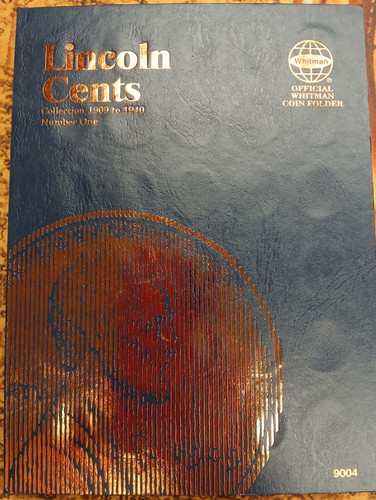 Lincoln
Cents
Collection 1909 to 1940
Number One
Whitman
®
OFFICIAL
WHITMAN
COIN FOLDER
9004